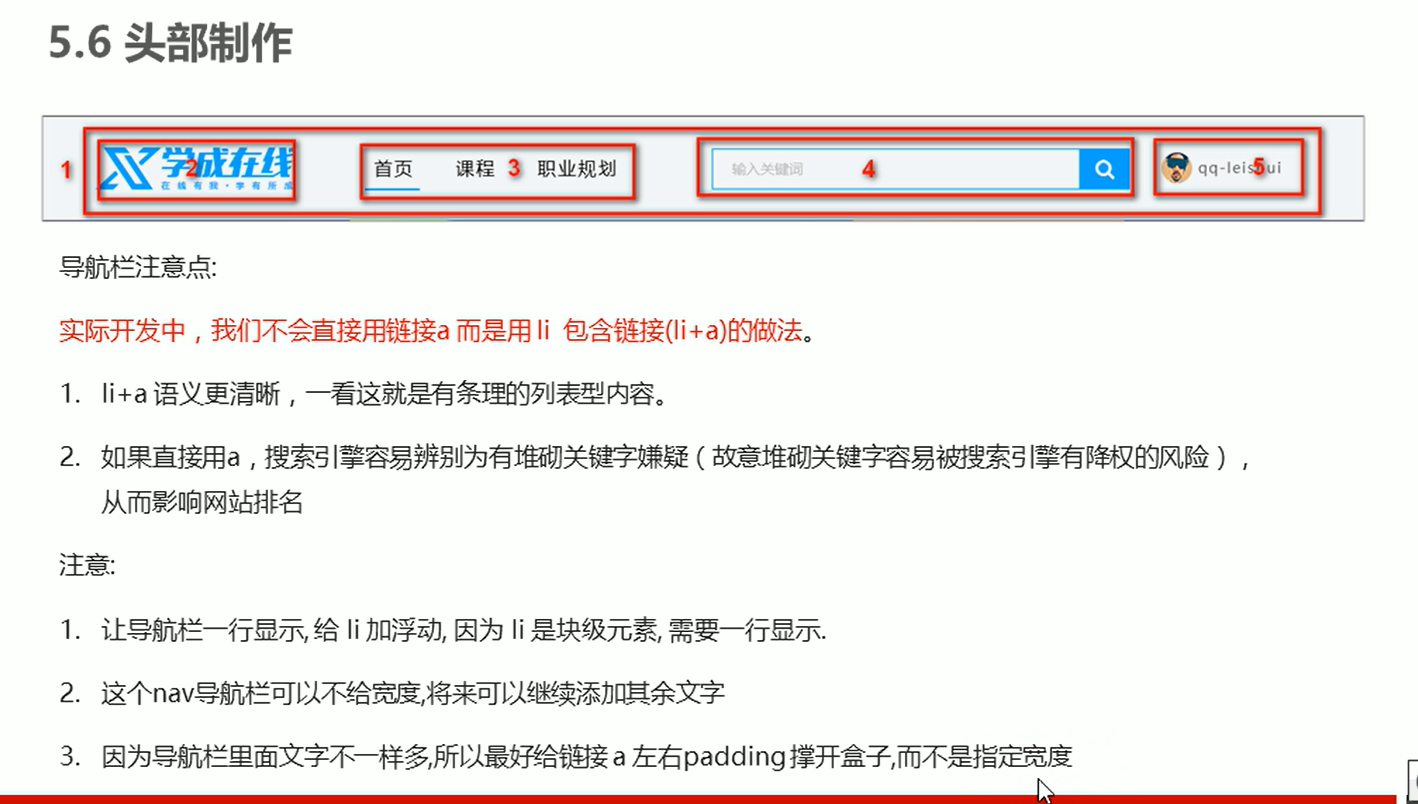 5.6 头部制作
1 学成在线 2 首页 课程 3 职业规划 输入关键词 4 qq-leishui 5
在线有我·学有所成
导航栏注意点:
实际开发中，我们不会直接用链接a 而是用 li 包含链接(li+a)的做法。
1. li+a 语义更清晰，一看这就是有条理的列表型内容。
2. 如果直接用a，搜索引擎容易辨别为有堆砌关键字嫌疑（故意堆砌关键字容易被搜索引擎有降权的风险），
从而影响网站排名
注意:
1. 让导航栏一行显示, 给 li 加浮动, 因为 li 是块级元素, 需要一行显示.
2. 这个nav导航栏可以不给宽度,将来可以继续添加其余文字
3. 因为导航栏里面文字不一样多,所以最好给链接 a 左右padding 撑开盒子,而不是指定宽度